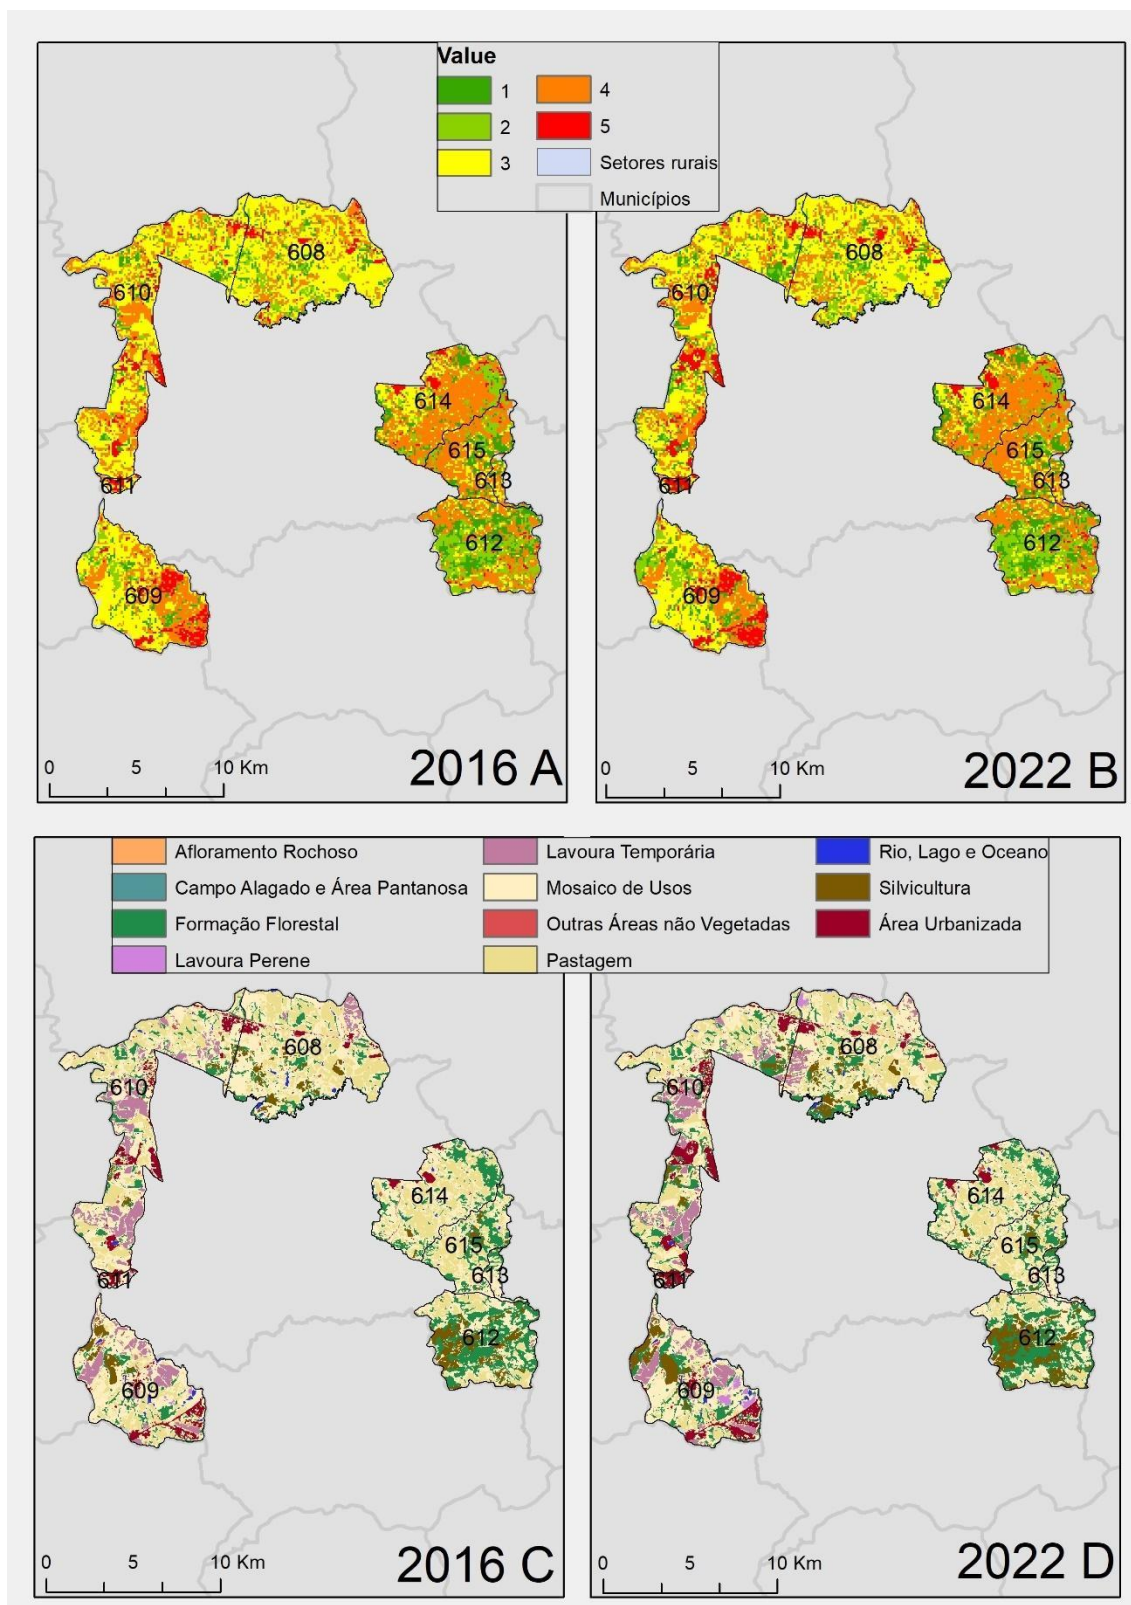 Value
1
4
2
5
3
Setores rurais
Municípios
608
610
614
615
613
611
612
609
0 5 10 Km
2016 A
608
610
614
615
613
611
612
609
0 5 10 Km
2022 B
Afloramento Rochoso
Lavoura Temporária
Rio, Lago e Oceano
Campo Alagado e Área Pantanosa
Mosaico de Usos
Silvicultura
Formação Florestal
Outras Áreas não Vegetadas
Área Urbanizada
Lavoura Perene
Pastagem
608
610
614
615
613
611
612
609
0 5 10 Km
2016 C
608
610
614
615
613
611
612
609
0 5 10 Km
2022 D